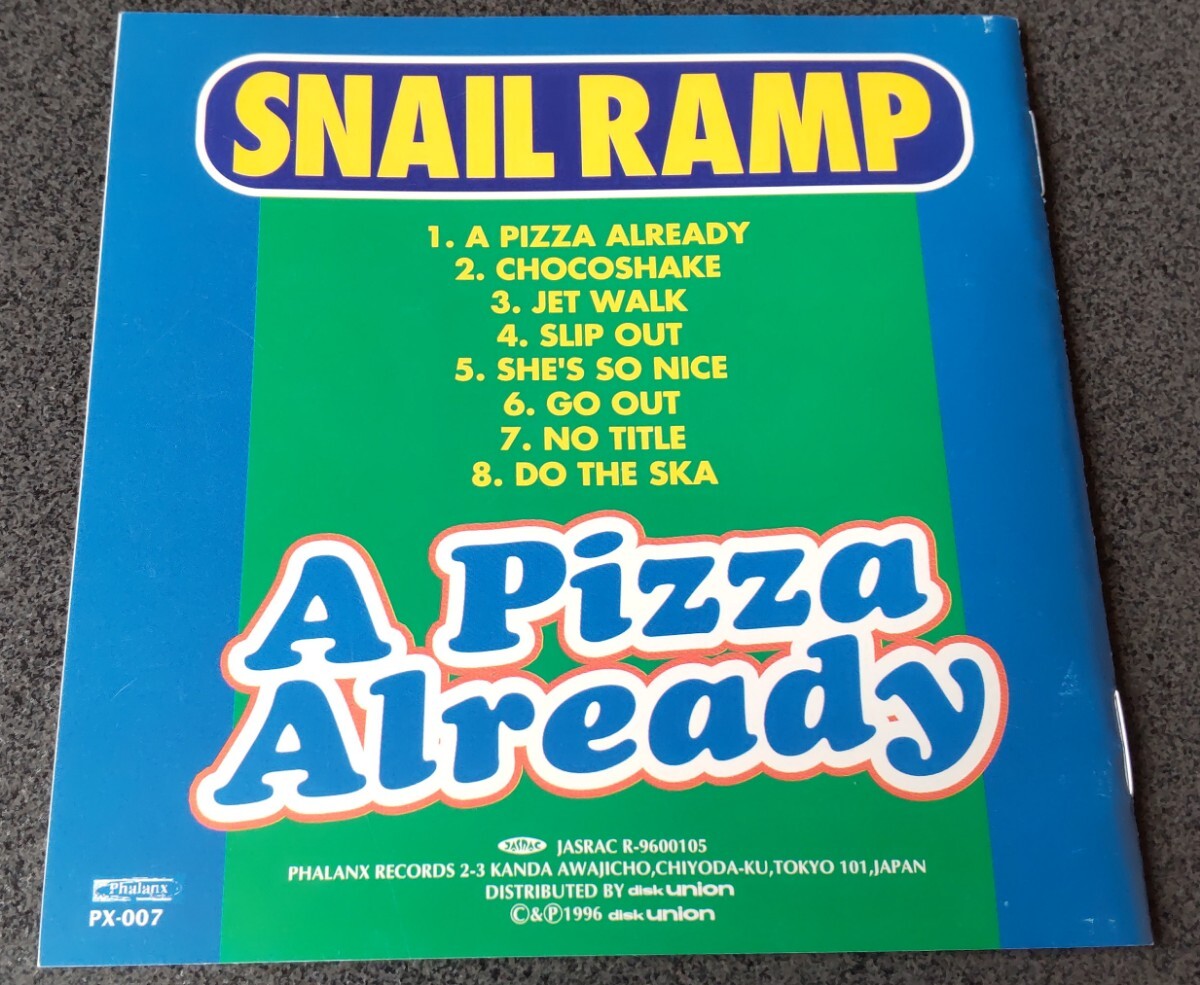 SNAIL RAMP
1. A PIZZA ALREADY
2. CHOCOSHAKE
3. JET WALK
4. SLIP OUT
5. SHE'S SO NICE
6. GO OUT
7. NO TITLE
8. DO THE SKA
A Pizza
Already
JASRAC JASRAC R-9600105
PHALANX RECORDS 2-3 KANDA AWAJICHO,CHIYODA-KU,TOKYO 101,JAPAN
DISTRIBUTED BY disk union
©&℗1996 disk union
Phalanx
PX-007